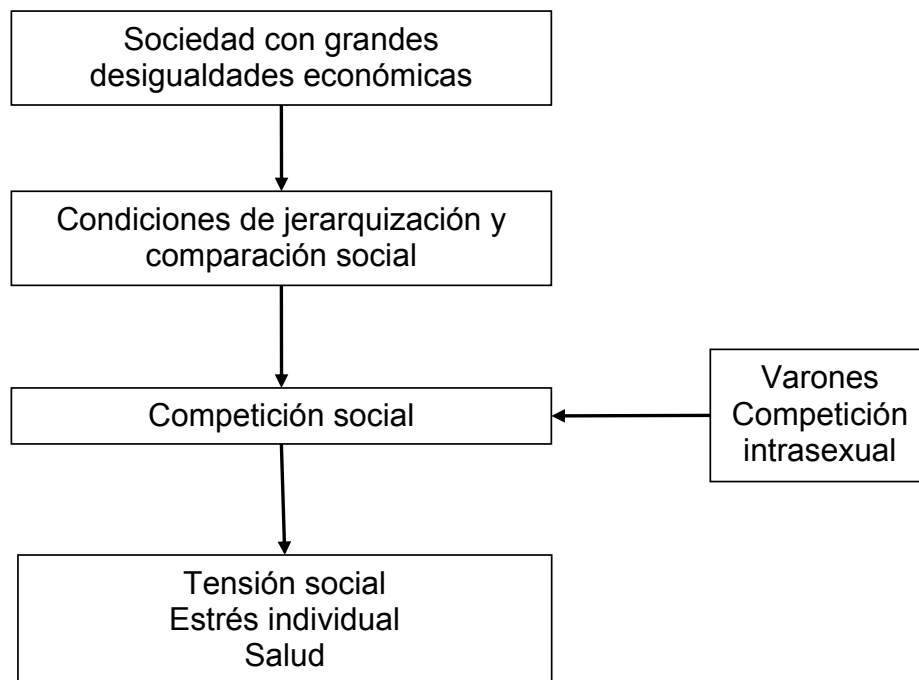 Sociedad con grandes
desigualdades económicas
Condiciones de jerarquización y
comparación social
Competición social
Varones
Competición
intrasexual
Tensión social
Estrés individual
Salud